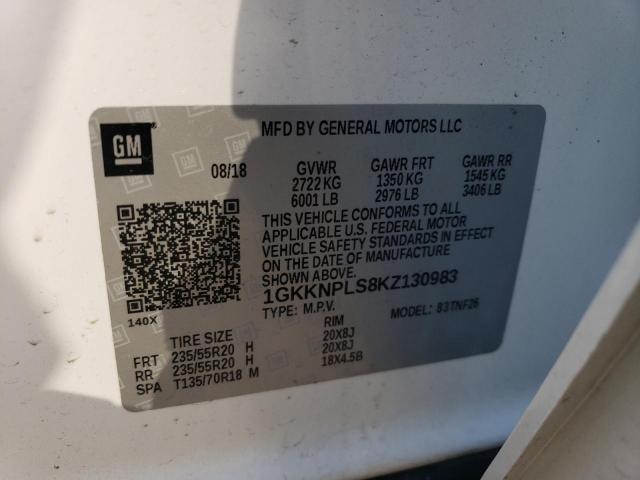 GM
MFD BY GENERAL MOTORS LLC
08/18 GVWR GAWR FRT GAWR RR
2722 KG 1350 KG 1545 KG
6001 LB 2976 LB 3406 LB
THIS VEHICLE CONFORMS TO ALL
APPLICABLE U.S. FEDERAL MOTOR
VEHICLE SAFETY STANDARDS IN EFFECT
ON THE DATE OF MANUFACTURE
SHOWN ABOVE.
1GKKNPLS8KZ130983
TYPE: M.P.V. MODEL: 83TNF26
140X
TIRE SIZE RIM
FRT 235/55R20 H 20X8J
RR 235/55R20 H 20X8J
SPA T135/70R18 M 18X4.5B